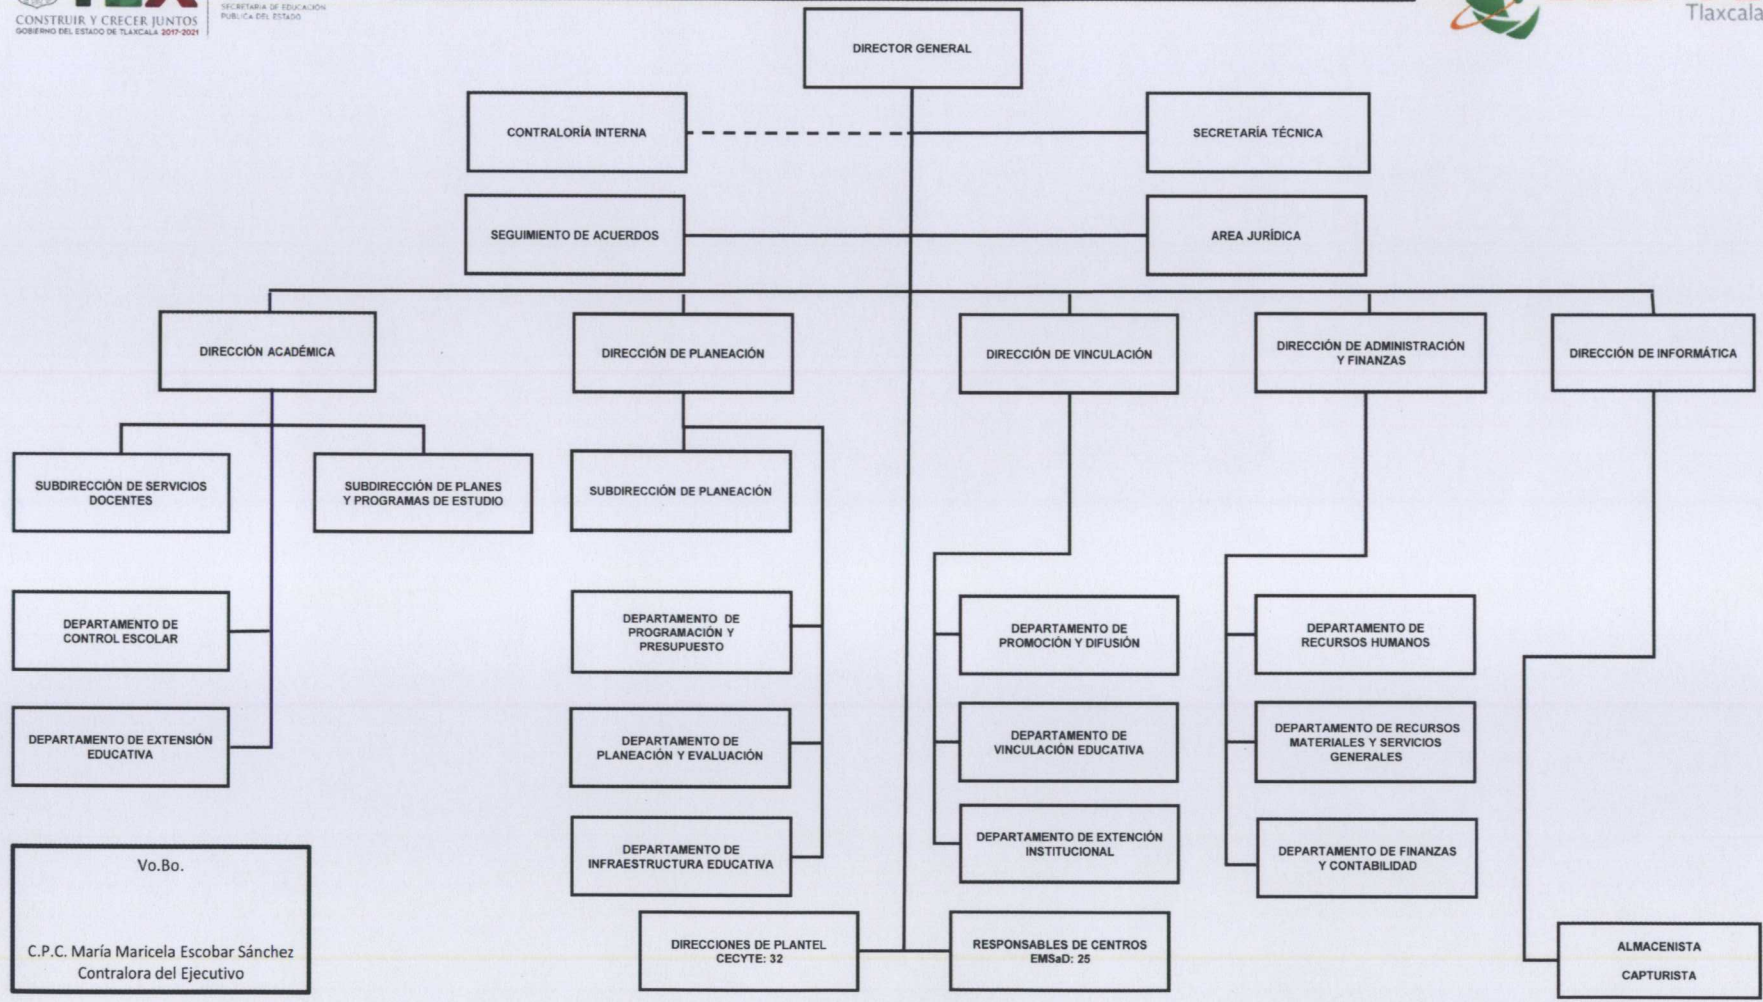 CONSTRUIR Y CRECER JUNTOS
GOBIERNO DEL ESTADO DE TLAXCALA 2017-2021
SECRETARÍA DE EDUCACIÓN
PÚBLICA DEL ESTADO
Tlaxcala
DIRECTOR GENERAL
CONTRALORÍA INTERNA
SECRETARÍA TÉCNICA
SEGUIMIENTO DE ACUERDOS
AREA JURÍDICA
DIRECCIÓN ACADÉMICA
DIRECCIÓN DE PLANEACIÓN
DIRECCIÓN DE VINCULACIÓN
DIRECCIÓN DE ADMINISTRACIÓN
Y FINANZAS
DIRECCIÓN DE INFORMÁTICA
SUBDIRECCIÓN DE SERVICIOS
DOCENTES
SUBDIRECCIÓN DE PLANES
Y PROGRAMAS DE ESTUDIO
SUBDIRECCIÓN DE PLANEACIÓN
DEPARTAMENTO DE
CONTROL ESCOLAR
DEPARTAMENTO DE
PROGRAMACIÓN Y
PRESUPUESTO
DEPARTAMENTO DE
PROMOCIÓN Y DIFUSIÓN
DEPARTAMENTO DE
RECURSOS HUMANOS
DEPARTAMENTO DE EXTENSIÓN
EDUCATIVA
DEPARTAMENTO DE
PLANEACIÓN Y EVALUACIÓN
DEPARTAMENTO DE
VINCULACIÓN EDUCATIVA
DEPARTAMENTO DE RECURSOS
MATERIALES Y SERVICIOS
GENERALES
DEPARTAMENTO DE
INFRAESTRUCTURA EDUCATIVA
DEPARTAMENTO DE EXTENCIÓN
INSTITUCIONAL
DEPARTAMENTO DE FINANZAS
Y CONTABILIDAD
Vo.Bo.
C.P.C. María Maricela Escobar Sánchez
Contralora del Ejecutivo
DIRECCIONES DE PLANTEL
CECYTE: 32
RESPONSABLES DE CENTROS
EMSaD: 25
ALMACENISTA
CAPTURISTA